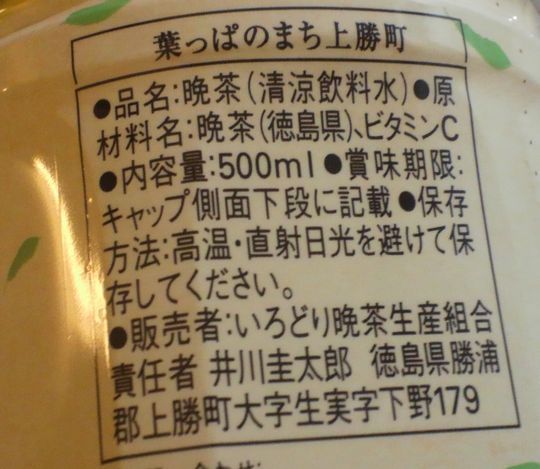 葉っぱのまち上勝町
●品名:晩茶(清涼飲料水)●原
材料名:晩茶(徳島県)、ビタミンC
●内容量:500ml●賞味期限:
キャップ側面下段に記載●保存
方法:高温・直射日光を避けて保
存してください。
●販売者:いろどり晩茶生産組合
責任者 井川圭太郎 徳島県勝浦
郡上勝町大字生実字下野179